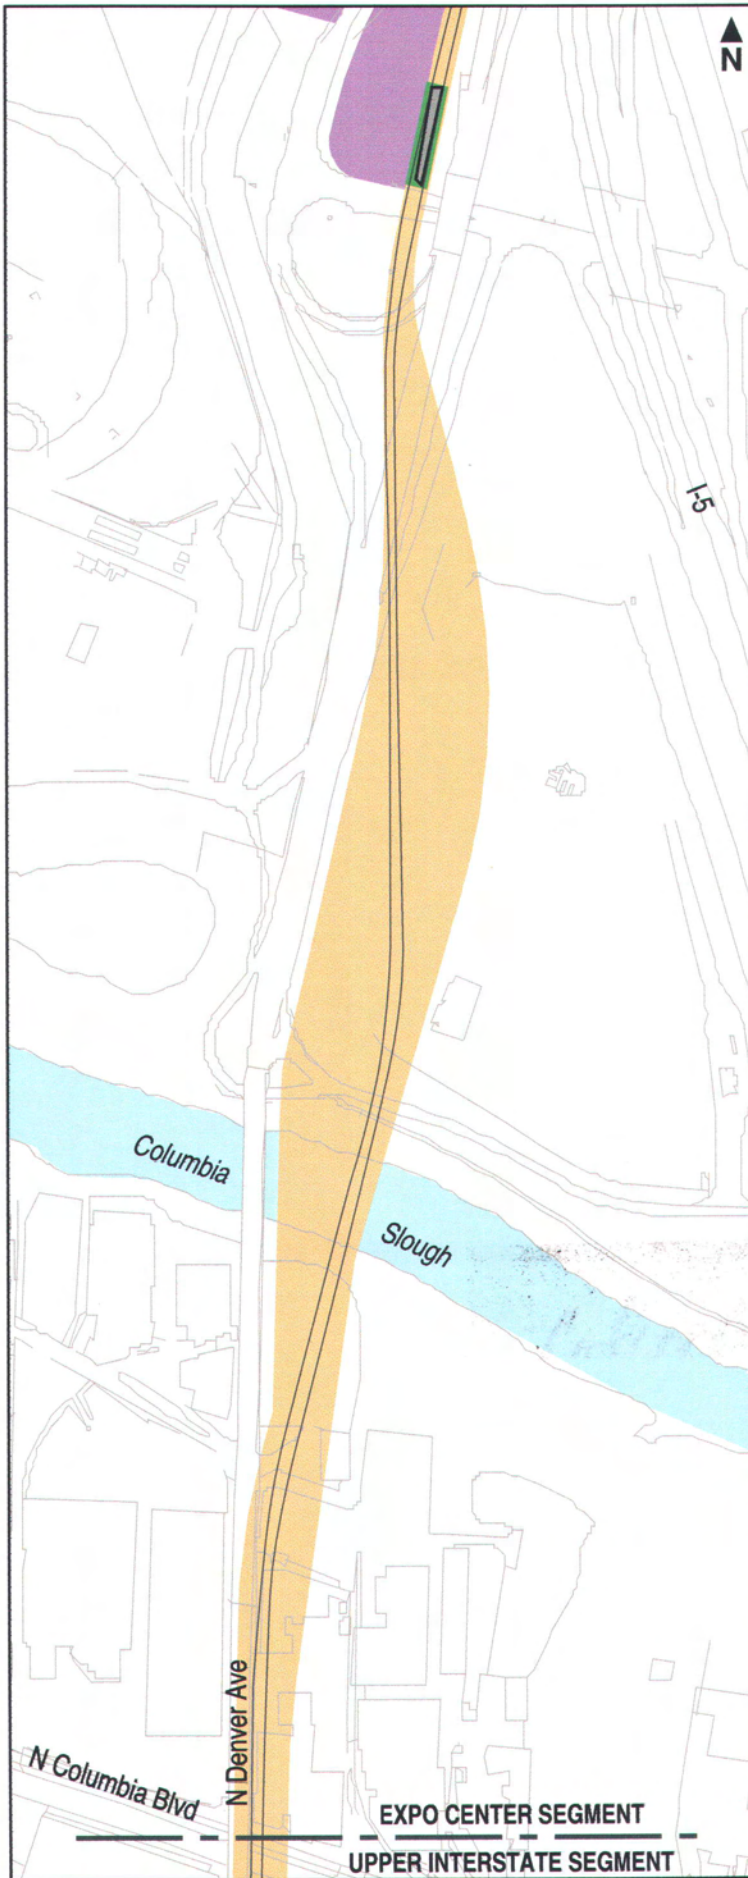 N
I-5
Columbia
Slough
N Denver Ave
N Columbia Blvd
EXPO CENTER SEGMENT
UPPER INTERSTATE SEGMENT